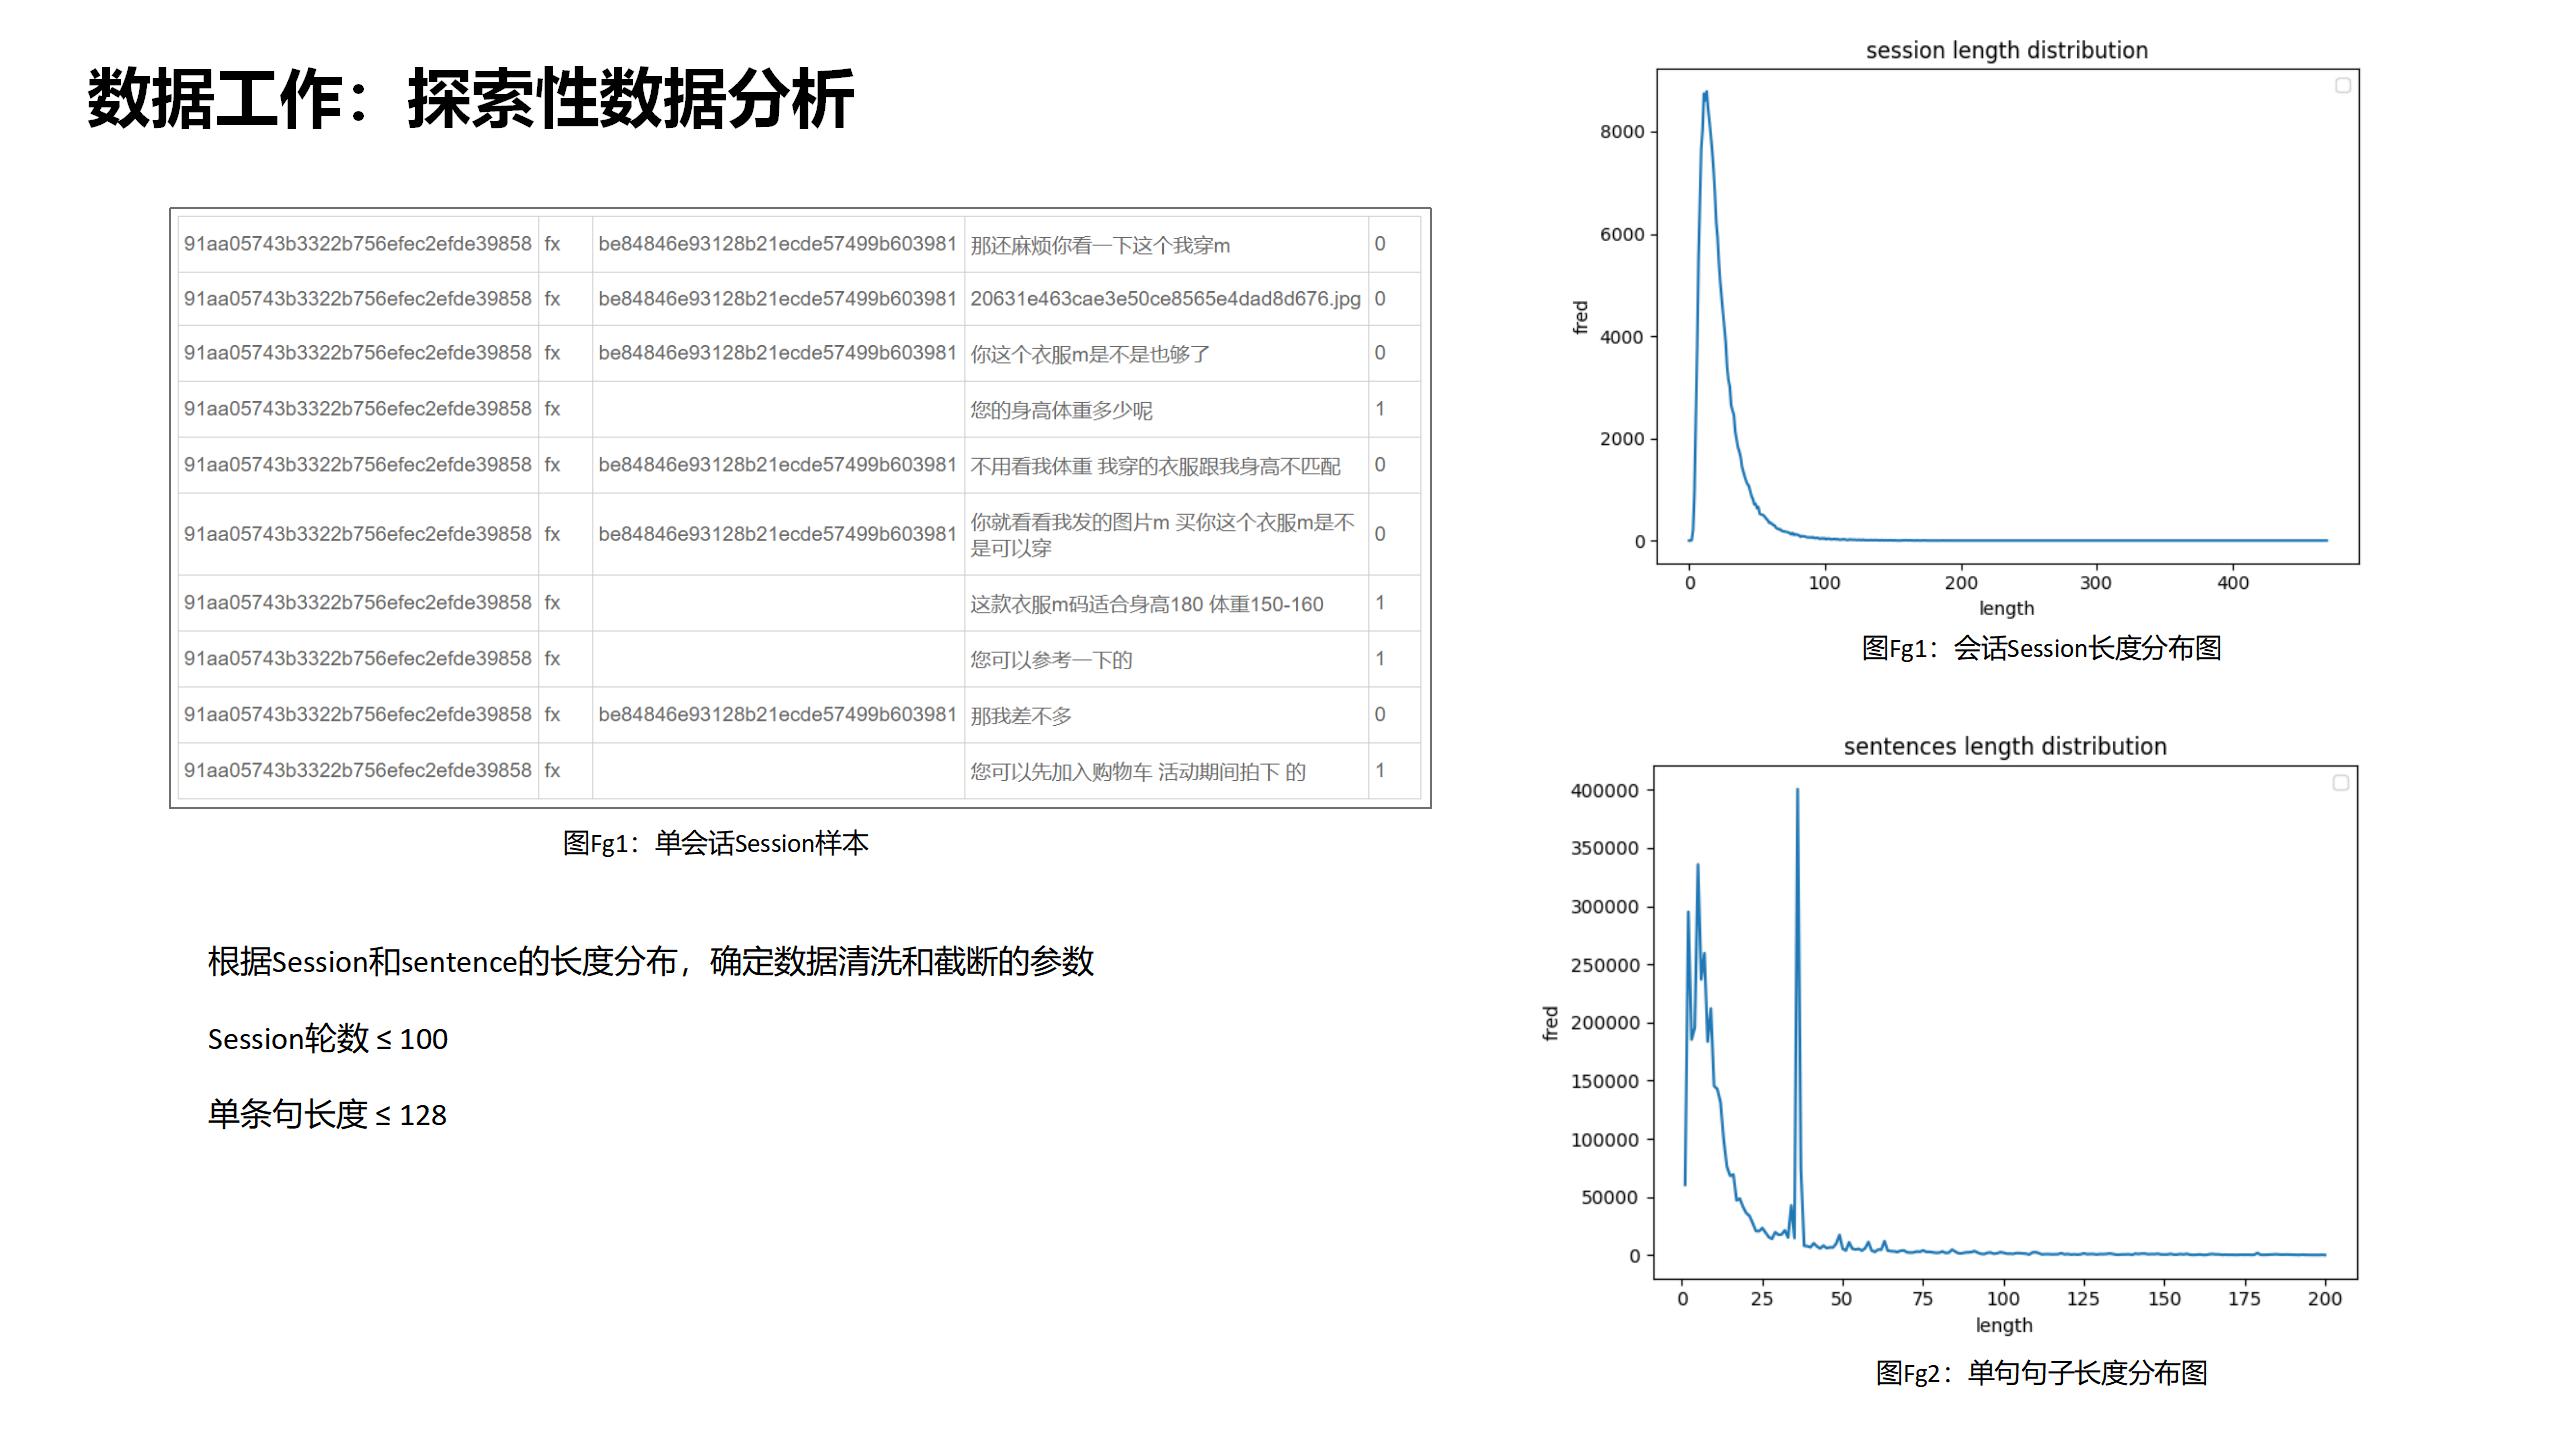 数据工作：探索性数据分析
91aa05743b3322b756efec2efde39858 fx be84846e93128b21ecde57499b603981 那还麻烦你看一下这个我穿m 0
91aa05743b3322b756efec2efde39858 fx be84846e93128b21ecde57499b603981 20631e463cae3e50ce8565e4dad8d676.jpg 0
91aa05743b3322b756efec2efde39858 fx be84846e93128b21ecde57499b603981 你这个衣服m是不是也够了 0
91aa05743b3322b756efec2efde39858 fx 您的身高体重多少呢 1
91aa05743b3322b756efec2efde39858 fx be84846e93128b21ecde57499b603981 不用看我体重 我穿的衣服跟我身高不匹配 0
91aa05743b3322b756efec2efde39858 fx be84846e93128b21ecde57499b603981 你就看看我发的图片m 买你这个衣服m是不
是可以穿 0
91aa05743b3322b756efec2efde39858 fx 这款衣服m码适合身高180 体重150-160 1
91aa05743b3322b756efec2efde39858 fx 您可以参考一下的 1
91aa05743b3322b756efec2efde39858 fx be84846e93128b21ecde57499b603981 那我差不多 0
91aa05743b3322b756efec2efde39858 fx 您可以先加入购物车 活动期间拍下 的 1
图Fg1：单会话Session样本
根据Session和sentence的长度分布，确定数据清洗和截断的参数
Session轮数 ≤ 100
单条句长度 ≤ 128
session length distribution
8000
6000
4000
2000
0
fred
0 100 200 300 400
length
图Fg1：会话Session长度分布图
sentences length distribution
400000
350000
300000
250000
200000
150000
100000
50000
0
fred
0 25 50 75 100 125 150 175 200
length
图Fg2：单句句子长度分布图